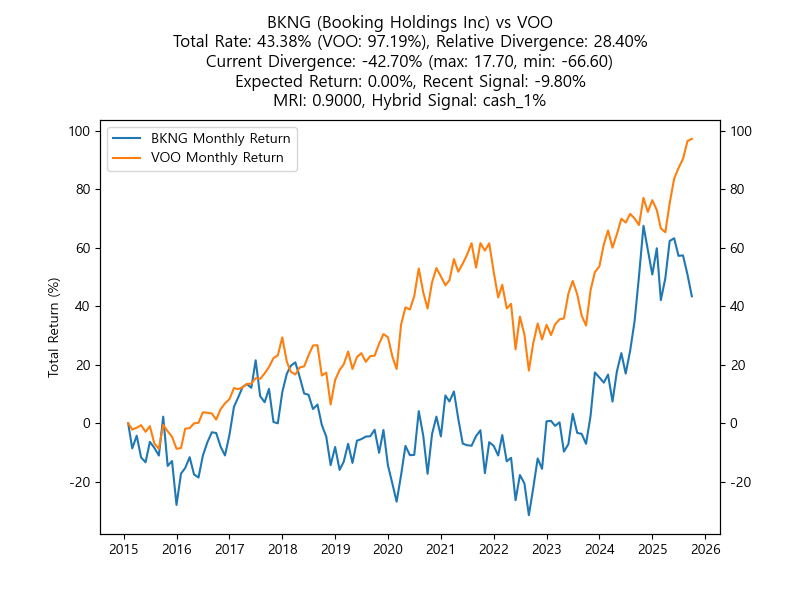 BKNG (Booking Holdings Inc) vs VOO
Total Rate: 43.38% (VOO: 97.19%), Relative Divergence: 28.40%
Current Divergence: -42.70% (max: 17.70, min: -66.60)
Expected Return: 0.00%, Recent Signal: -9.80%
MRI: 0.9000, Hybrid Signal: cash_1%
BKNG Monthly Return
VOO Monthly Return
Total Return (%)
100
80
60
40
20
0
-20
100
80
60
40
20
0
-20
2015 2016 2017 2018 2019 2020 2021 2022 2023 2024 2025 2026